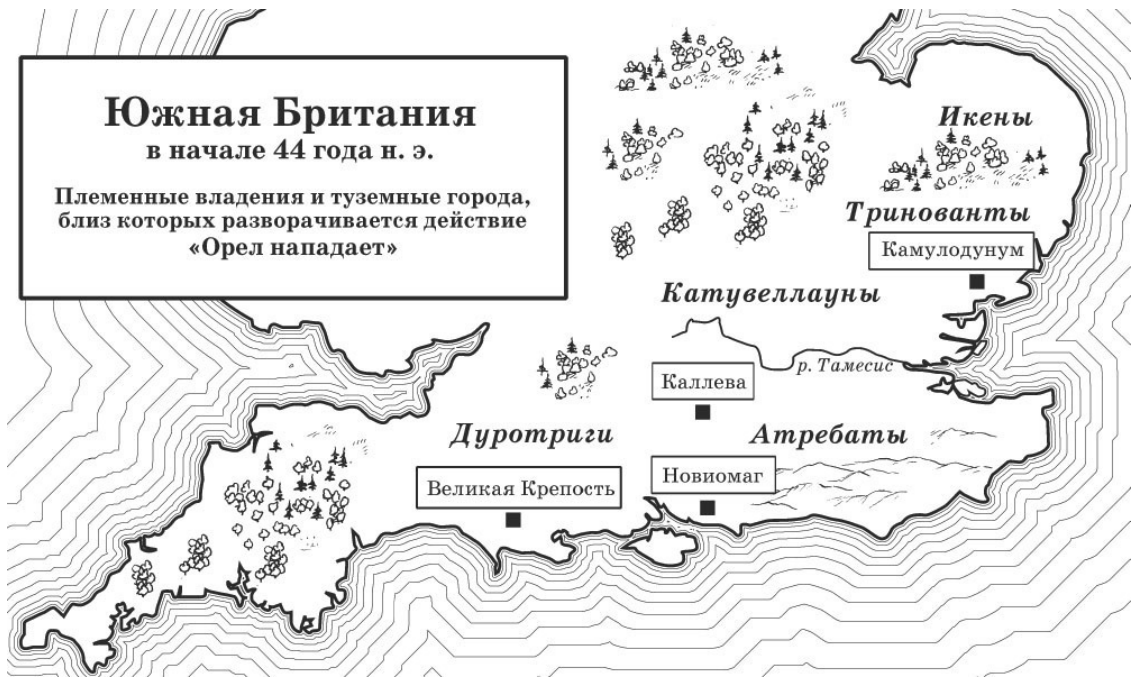 Южная Британия
в начале 44 года н. э.
Племенные владения и туземные города,
близ которых разворачивается действие
«Орел нападает»
Икены
Тринованты
Камулодунум
Катувеллауны
р. Тамесис
Каллева
Дуротриги
Атребаты
Великая Крепость
Новиомаг